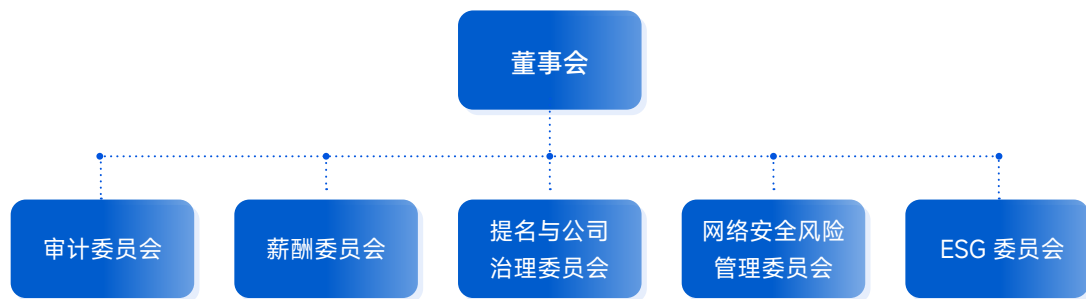 董事会
审计委员会
薪酬委员会
提名与公司
治理委员会
网络安全风险
管理委员会
ESG 委员会